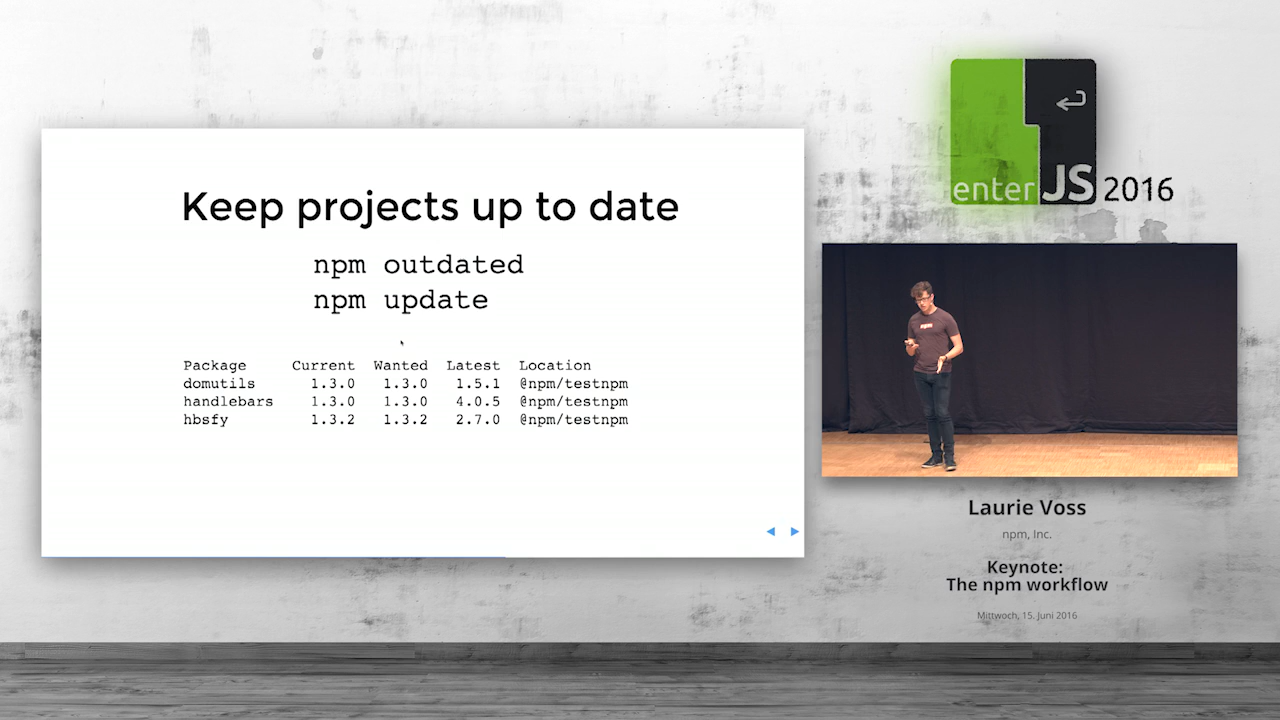 Keep projects up to date
npm outdated
npm update
Package Current Wanted Latest Location
domutils 1.3.0 1.3.0 1.5.1 @npm/testnpm
handlebars 1.3.0 1.3.0 4.0.5 @npm/testnpm
hbsfy 1.3.2 1.3.2 2.7.0 @npm/testnpm
enterJS 2016
Laurie Voss
npm, Inc.
Keynote:
The npm workflow
Mittwoch, 15. Juni 2016